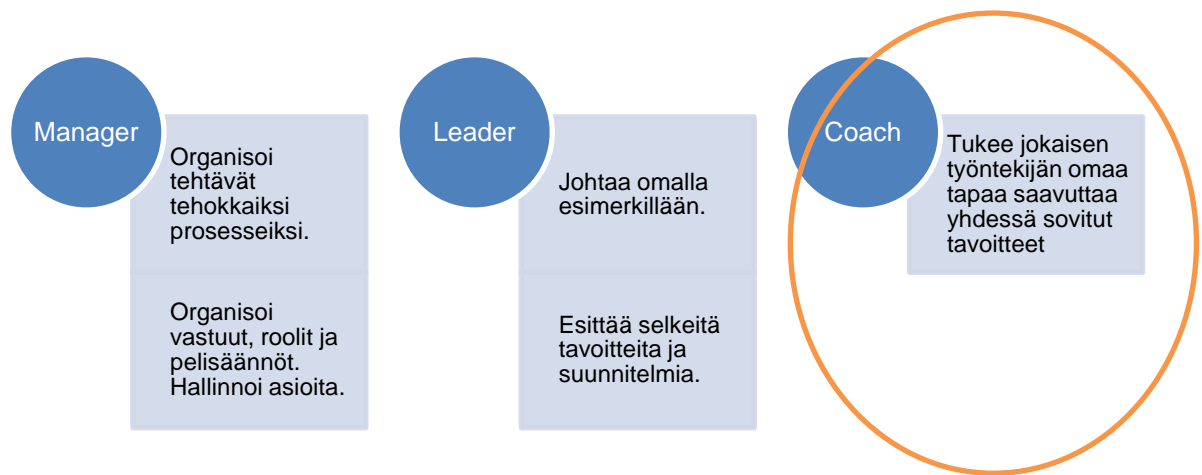 Manager
Organisoi
tehtävät
tehokkaiksi
prosesseiksi.
Organisoi
vastuut, roolit ja
pelisäännöt.
Hallinnoi asioita.
Leader
Johtaa omalla
esimerkillään.
Esittää selkeitä
tavoitteita ja
suunnitelmia.
Coach
Tukee jokaisen
työntekijän omaa
tapaa saavuttaa
yhdessä sovitut
tavoitteet